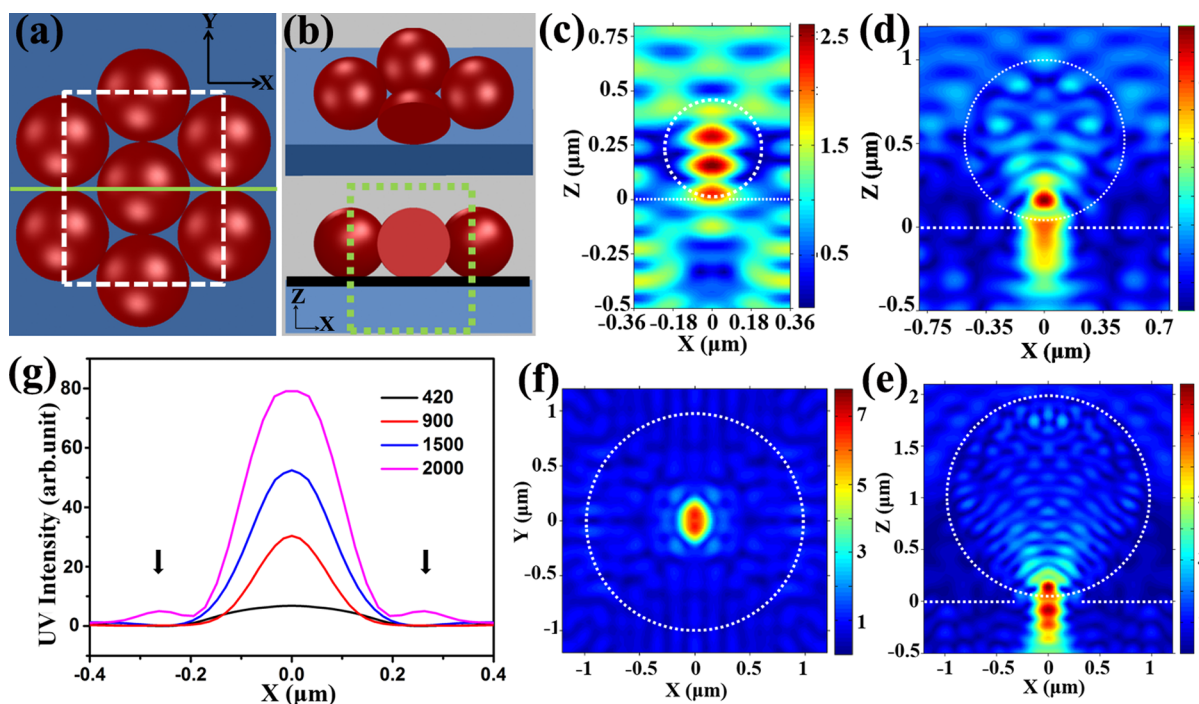 (a)
Y
X
(b)
Z
X
(c)
Z (μm)
0.75
0.5
0.25
0
-0.25
-0.5
-0.36 -0.18 0 0.18 0.36
X (μm)
2.5
1.5
0.5
(d)
Z (μm)
1
0.5
0
-0.5
-0.75 -0.35 0 0.35 0.7
X (μm)
(g)
UV Intensity (arb.unit)
80
60
40
20
0
420
900
1500
2000
-0.4 -0.2 0.0 0.2 0.4
X (μm)
(f)
Y (μm)
1
0.5
0
-0.5
-1
-1 -0.5 0 0.5 1
X (μm)
7
5
3
1
(e)
Z (μm)
2
1.5
1
0.5
0
-0.5
-1 -0.5 0 0.5 1
X (μm)